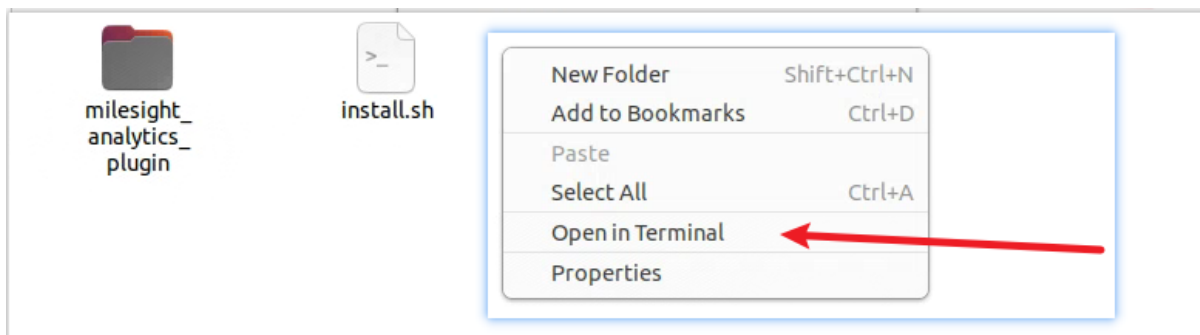 milesight_
analytics_
plugin
>_
install.sh
New Folder Shift+Ctrl+N
Add to Bookmarks Ctrl+D
Paste
Select All Ctrl+A
Open in Terminal
Properties